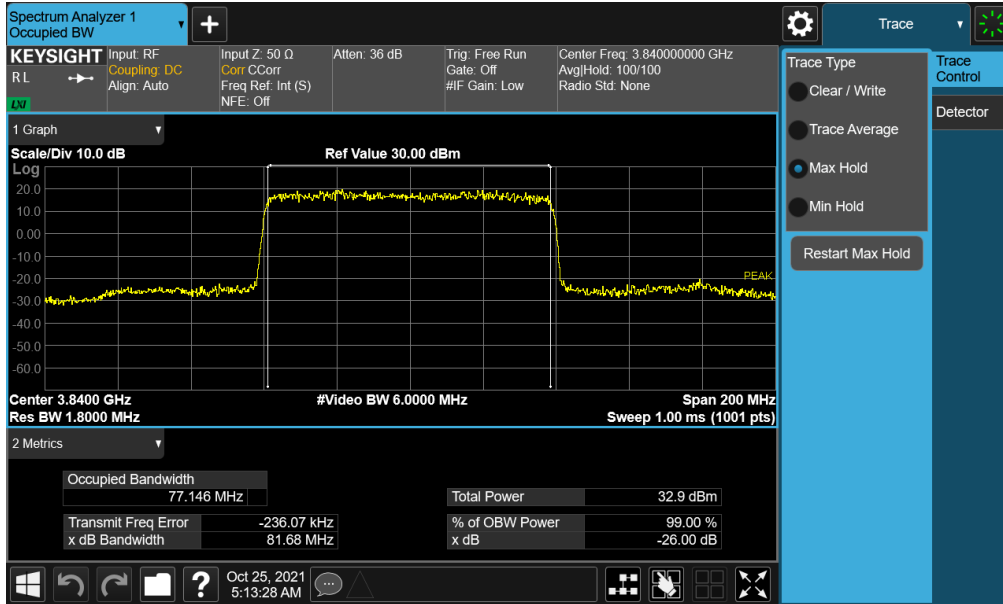 Spectrum Analyzer 1
Occupied BW
Trace
KEYSIGHT
R L
LXI
Input: RF
Coupling: DC
Align: Auto
Input Z: 50 Ω
Corr CCorr
Freq Ref: Int (S)
NFE: Off
Atten: 36 dB
Trig: Free Run
Gate: Off
#IF Gain: Low
Center Freq: 3.840000000 GHz
Avg|Hold: 100/100
Radio Std: None
Trace Type
Clear / Write
Trace Average
Max Hold
Min Hold
Restart Max Hold
Trace
Control
Detector
1 Graph
Scale/Div 10.0 dB
Ref Value 30.00 dBm
Log
20.0
10.0
0.00
-10.0
-20.0
-30.0
-40.0
-50.0
-60.0
PEAK
Center 3.8400 GHz
#Video BW 6.0000 MHz
Span 200 MHz
Res BW 1.8000 MHz
Sweep 1.00 ms (1001 pts)
2 Metrics
Occupied Bandwidth
77.146 MHz
Total Power 32.9 dBm
Transmit Freq Error -236.07 kHz
% of OBW Power 99.00 %
x dB Bandwidth 81.68 MHz
x dB -26.00 dB
?
Oct 25, 2021
5:13:28 AM